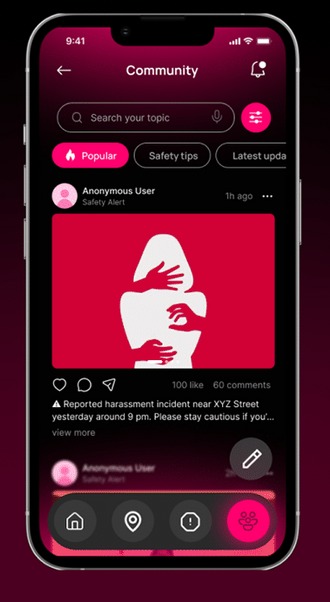 9:41
Community
Search your topic
Popular
Safety tips
Latest upda
Anonymous User
1h ago
Safety Alert
100 like
60 comments
⚠ Reported harassment incident near XYZ Street
yesterday around 9 pm. Please stay cautious if you'...
view more
Anonymous User
Safety Alert